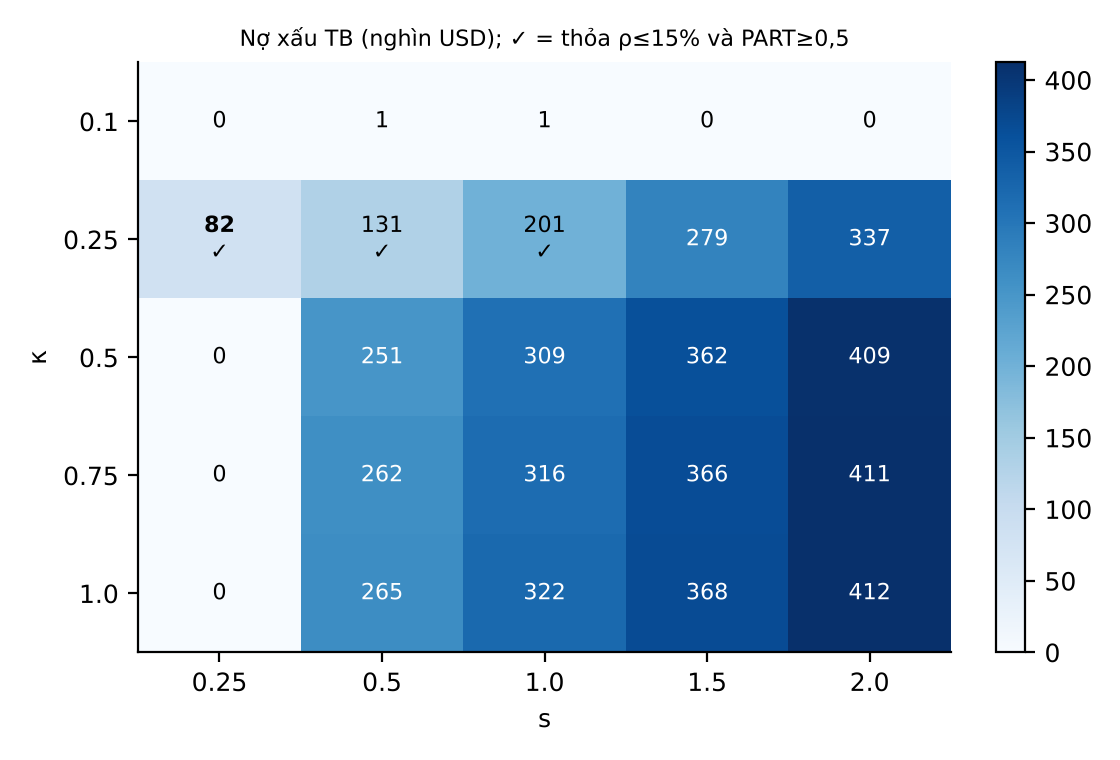 Nợ xấu TB (nghìn USD); ✓ = thỏa ρ≤15% và PART≥0,5
0.1 0 1 1 0 0
0.25 82 131 201 279 337
✓ ✓ ✓
0.5 0 251 309 362 409
0.75 0 262 316 366 411
1.0 0 265 322 368 412
κ
0.25 0.5 1.0 1.5 2.0
s
400
350
300
250
200
150
100
50
0